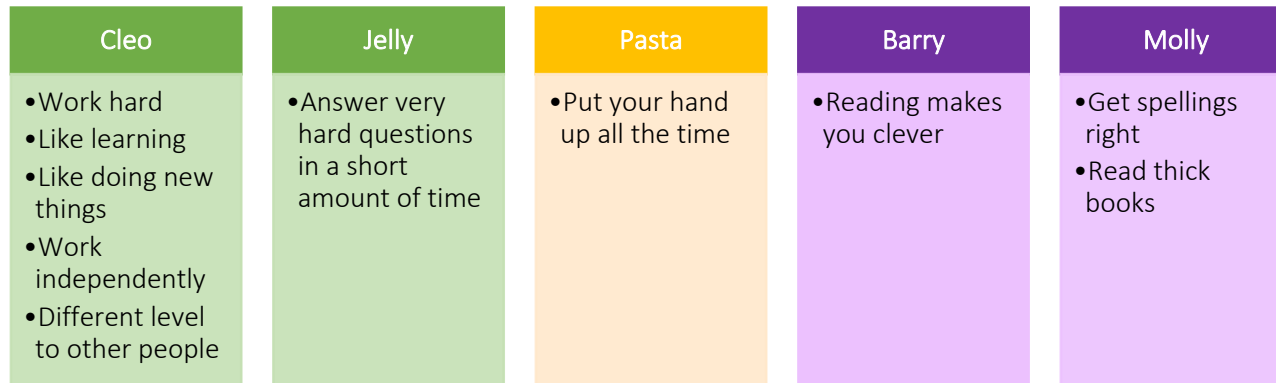 Cleo
•Work hard
•Like learning
•Like doing new
things
•Work
independently
•Different level
to other people
Jelly
•Answer very
hard questions
in a short
amount of time
Pasta
•Put your hand
up all the time
Barry
•Reading makes
you clever
Molly
•Get spellings
right
•Read thick
books